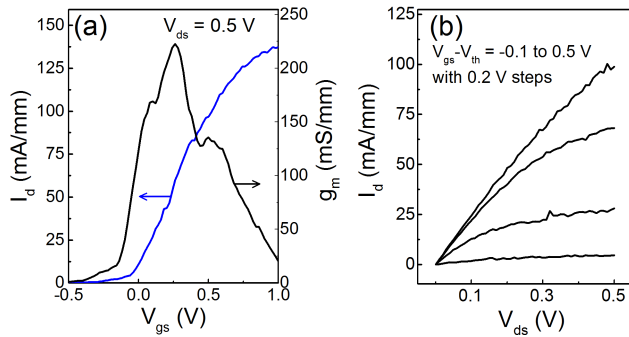 (a)
V_ds = 0.5 V
I_d (mA/mm)
150
125
100
75
50
25
0
250
200
150
100
50
0
g_m (mS/mm)
-0.5 0.0 0.5 1.0
V_gs (V)
(b)
V_gs-V_th = -0.1 to 0.5 V
with 0.2 V steps
I_d (mA/mm)
125
100
75
50
25
0
0.1 0.3 0.5
V_ds (V)